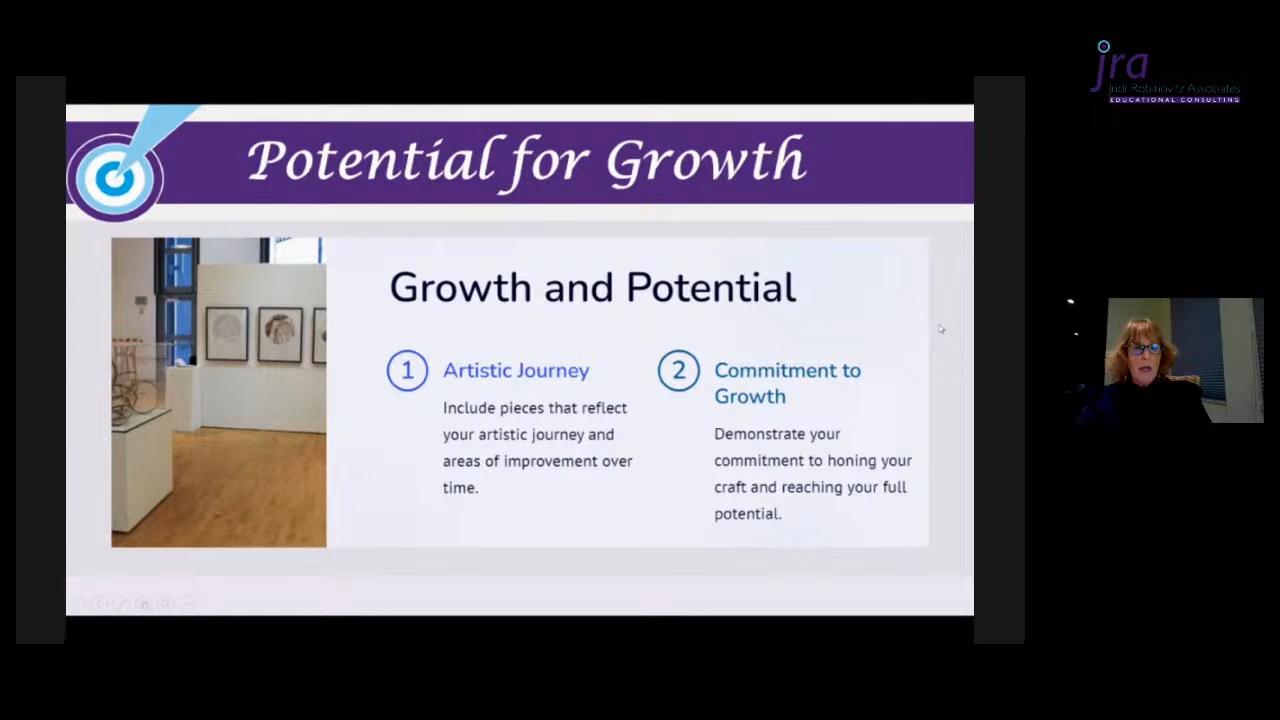 jra
Judi Robinovitz Associates
EDUCATIONAL CONSULTING
Potential for Growth
Growth and Potential
1
Artistic Journey
Include pieces that reflect
your artistic journey and
areas of improvement over
time.
2
Commitment to
Growth
Demonstrate your
commitment to honing your
craft and reaching your full
potential.